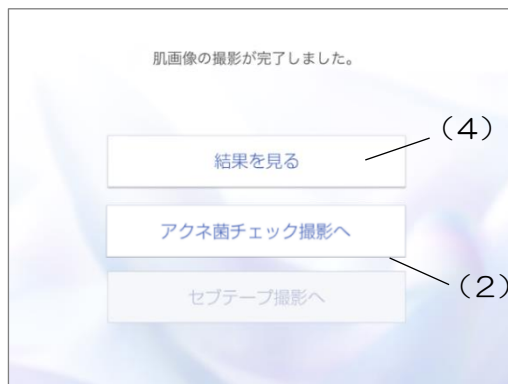 肌画像の撮影が完了しました。
(4)
結果を見る
アクネ菌チェック撮影へ
(2)
セブテープ撮影へ